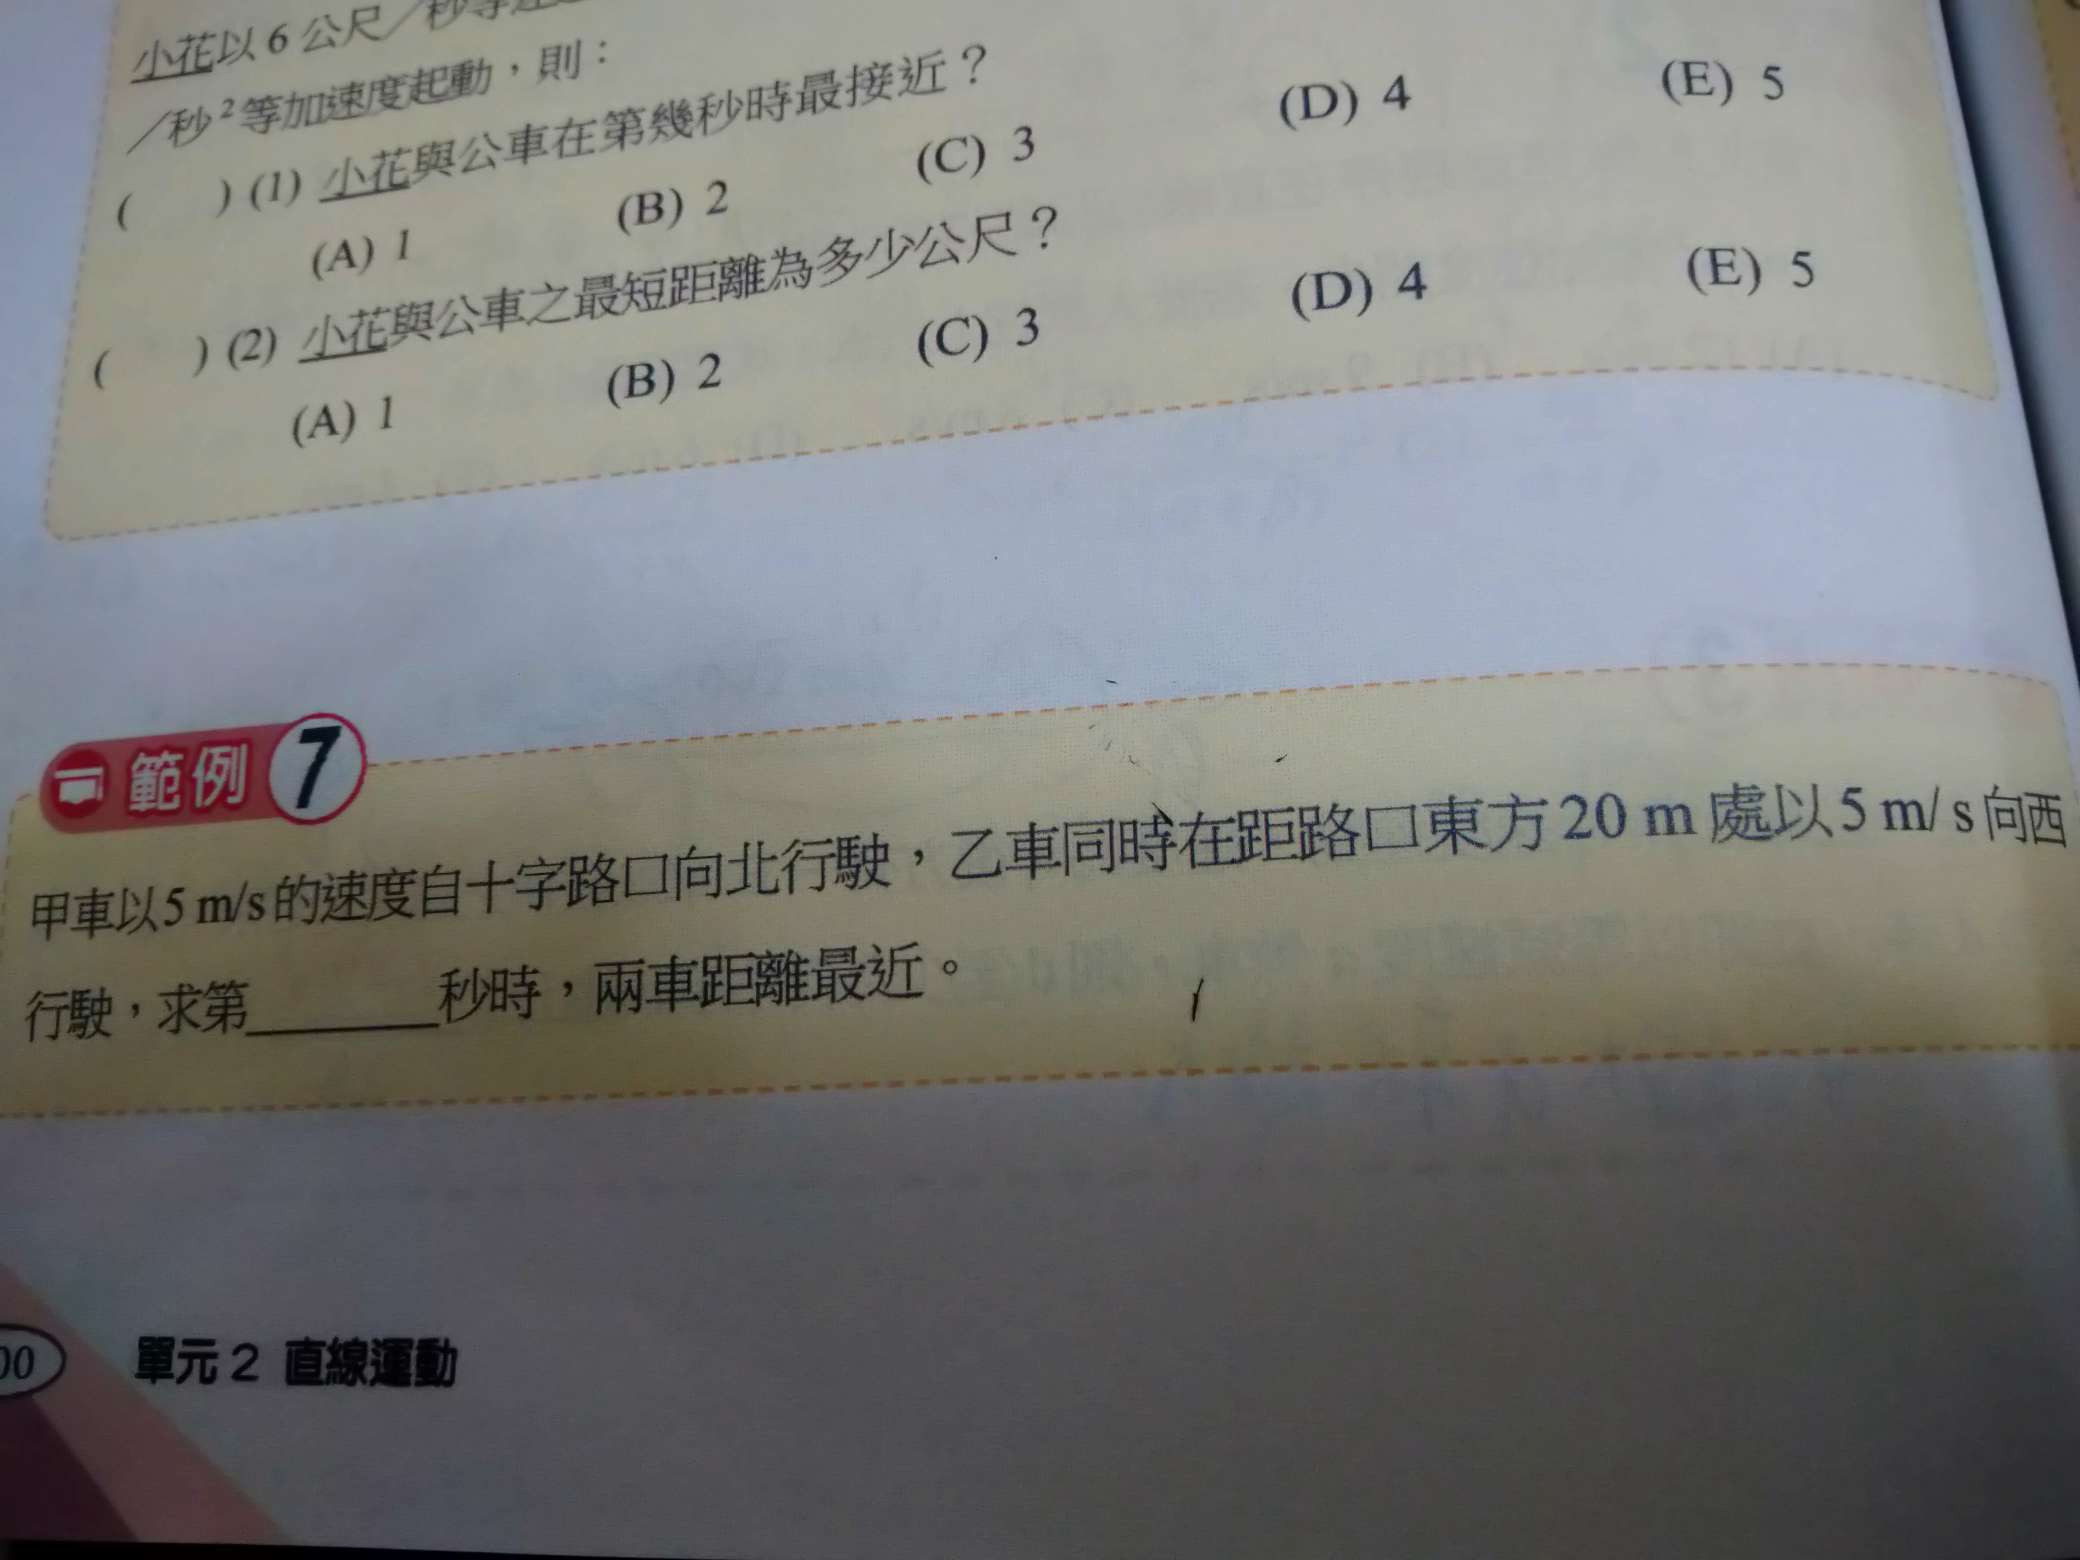 小花以 6 公尺／秒等速
／秒²等加速度起動，則：
(　　) (1) 小花與公車在第幾秒時最接近？
(A) 1　(B) 2　(C) 3　(D) 4　(E) 5
(　　) (2) 小花與公車之最短距離為多少公尺？
(A) 1　(B) 2　(C) 3　(D) 4　(E) 5
範例 7
甲車以5 m/s的速度自十字路口向北行駛，乙車同時在距路口東方20 m 處以5 m/s向西
行駛，求第______秒時，兩車距離最近。
00　單元 2 直線運動